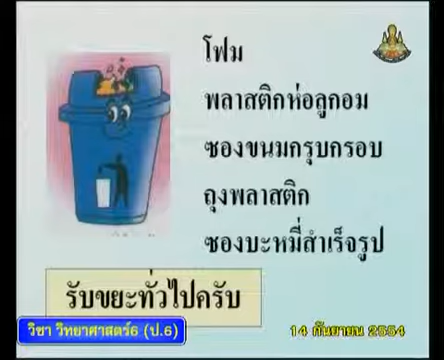 โฟม
พลาสติกห่อลูกอม
ซองขนมกรุบกรอบ
ถุงพลาสติก
ซองบะหมี่สำเร็จรูป
รับขยะทั่วไปครับ
วิชา วิทยาศาสตร์6 (ป.6)
14 กันยายน 2554